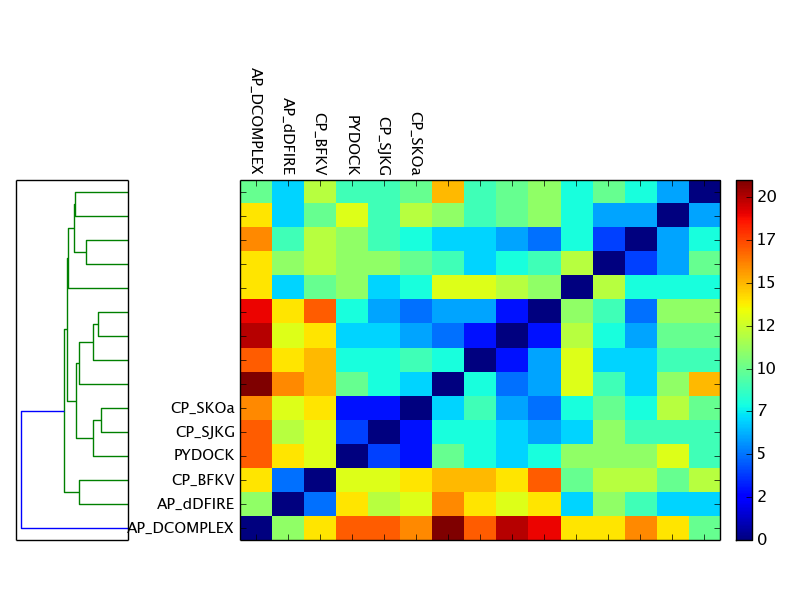 AP_DCOMPLEX
AP_dDFIRE
CP_BFKV
PYDOCK
CP_SJKG
CP_SKOa
CP_SKOa
CP_SJKG
PYDOCK
CP_BFKV
AP_dDFIRE
AP_DCOMPLEX
20
17
15
12
10
7
5
2
0